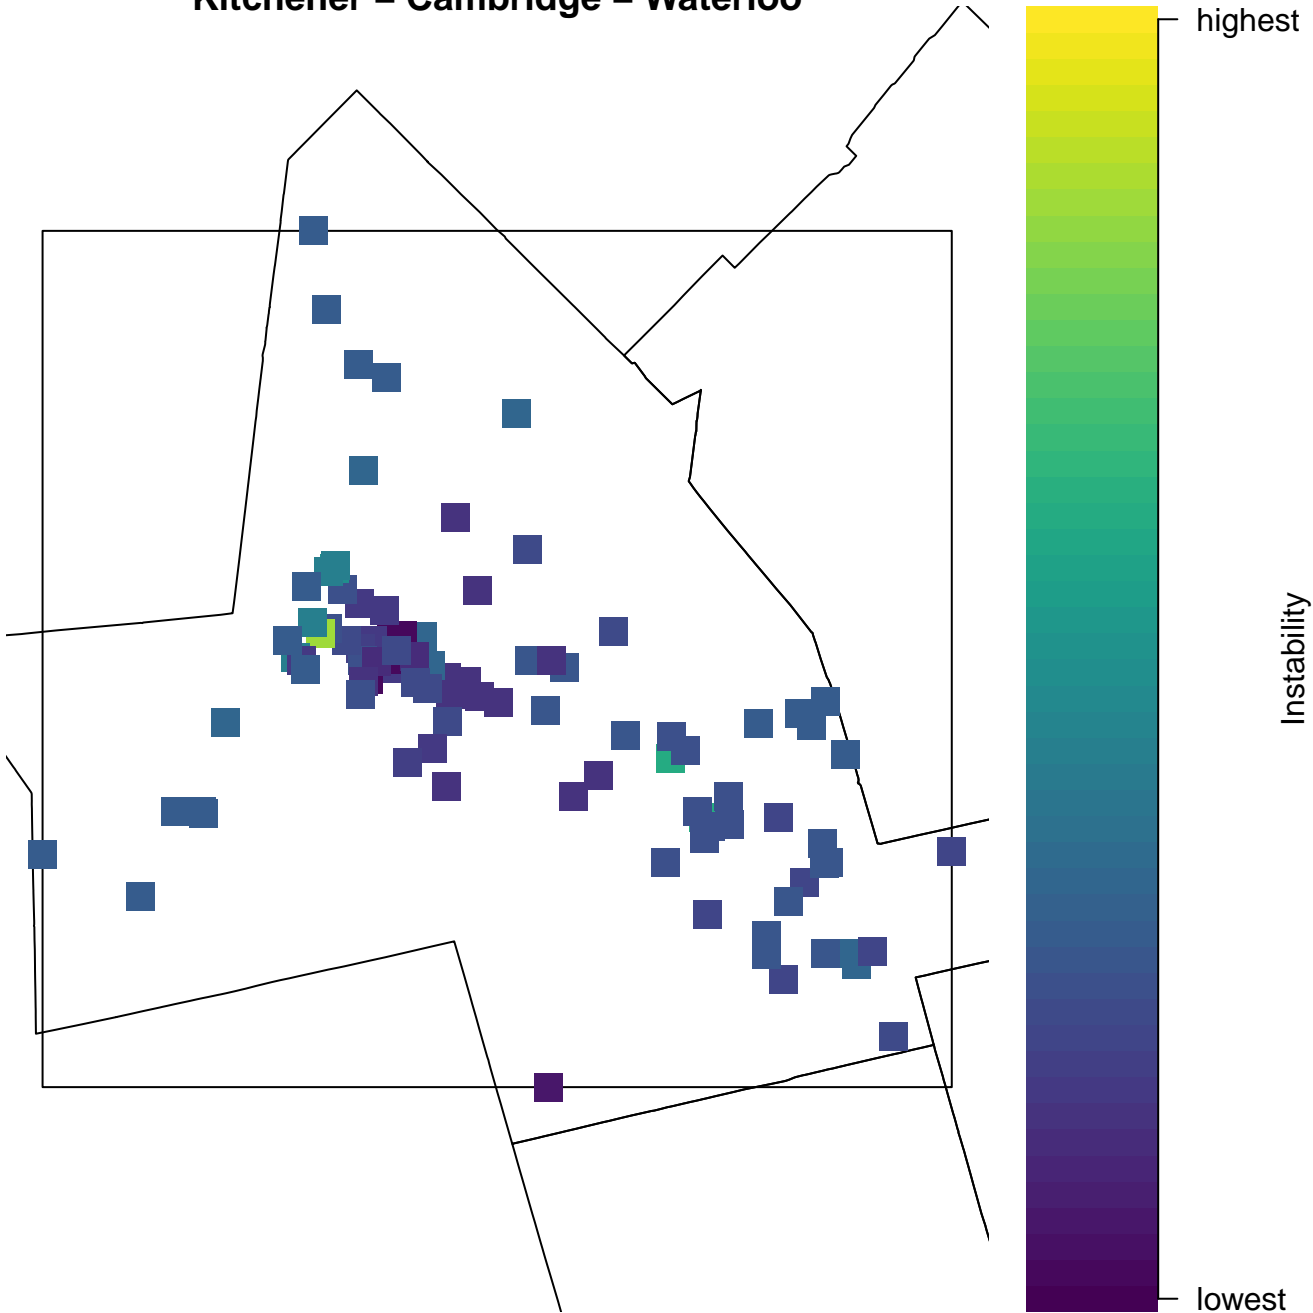 Kitchener – Cambridge – Waterloo
highest
Instability
lowest